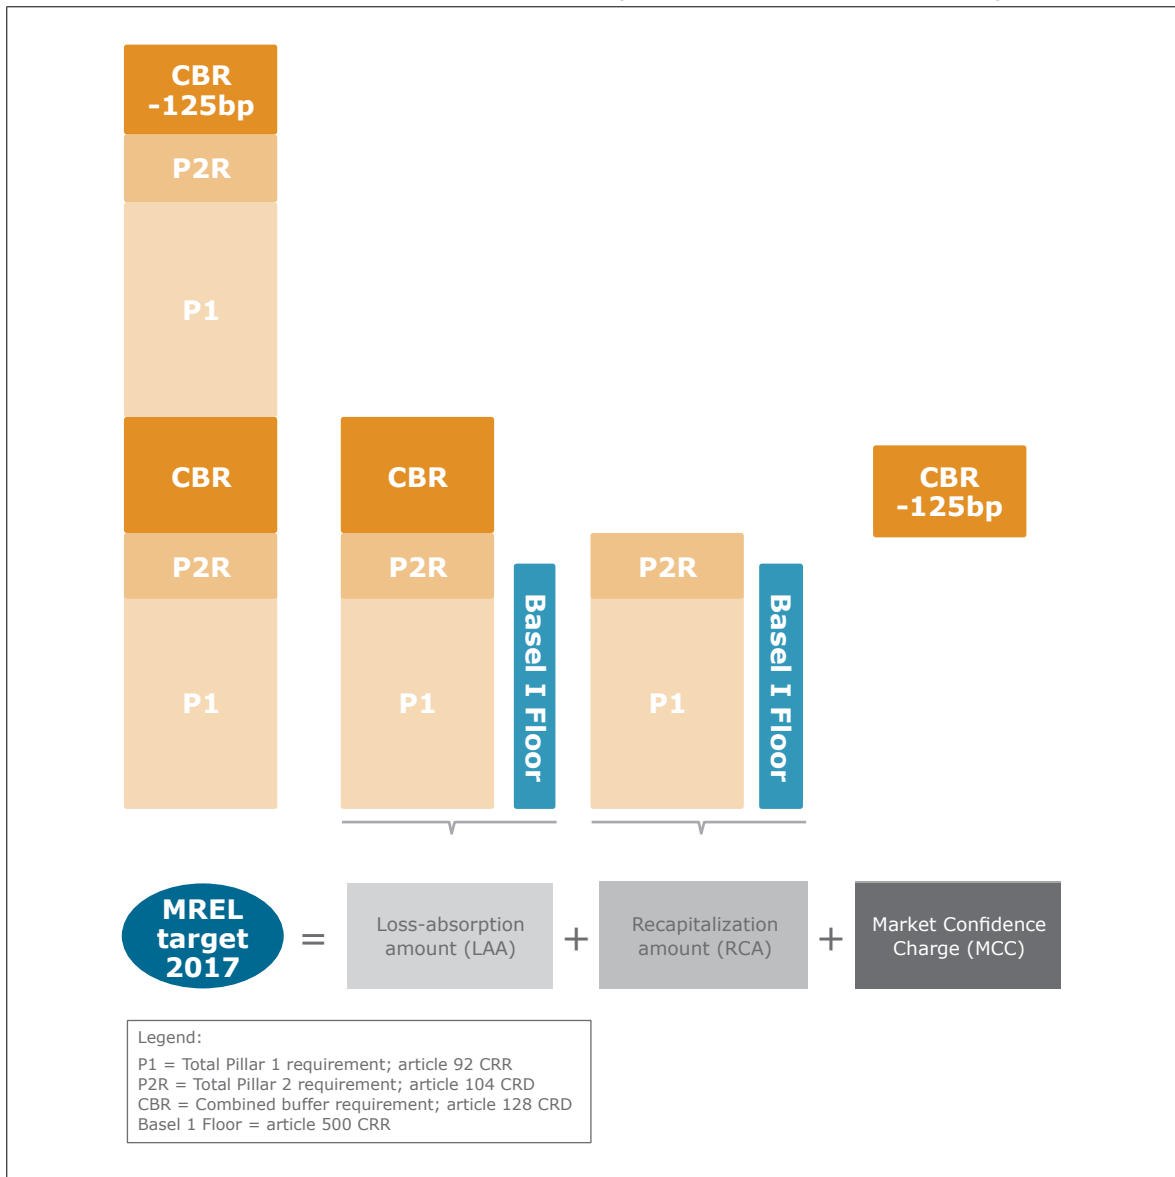 CBR
-125bp
P2R
P1
CBR
P2R
P1
CBR
P2R
P1
Basel I Floor
P2R
P1
Basel I Floor
CBR
-125bp
MREL
target
2017
=
Loss-absorption
amount (LAA)
+
Recapitalization
amount (RCA)
+
Market Confidence
Charge (MCC)
Legend:
P1 = Total Pillar 1 requirement; article 92 CRR
P2R = Total Pillar 2 requirement; article 104 CRD
CBR = Combined buffer requirement; article 128 CRD
Basel 1 Floor = article 500 CRR